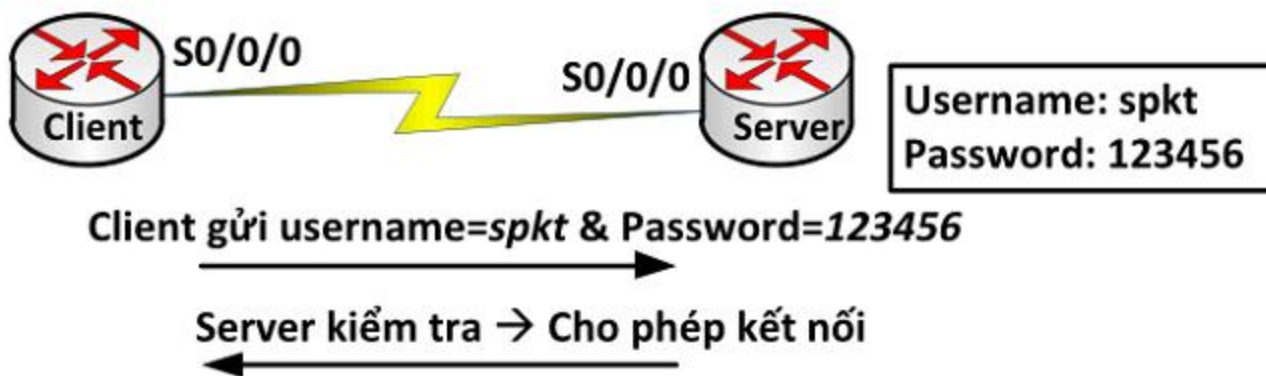 S0/0/0
S0/0/0
Client
Server
Username: spkt
Password: 123456
Client gửi username=spkt & Password=123456
Server kiểm tra → Cho phép kết nối